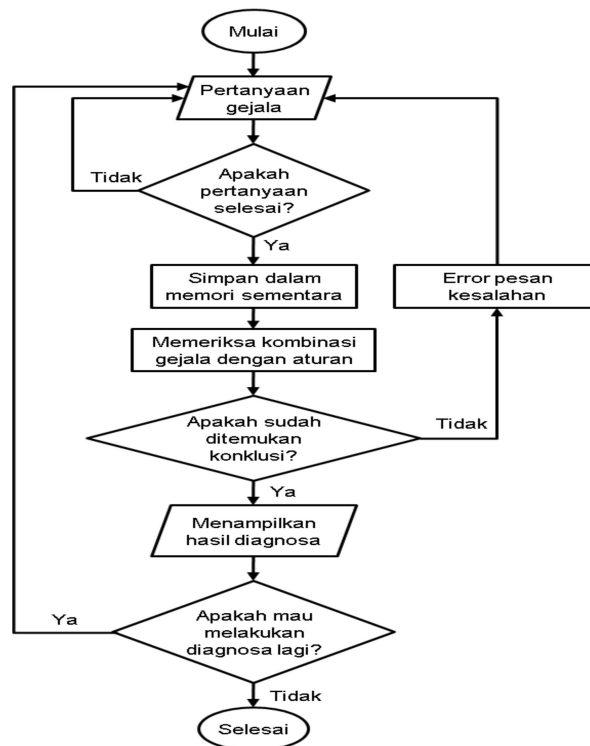 Mulai
Pertanyaan
gejala
Tidak
Apakah
pertanyaan
selesai?
Ya
Simpan dalam
memori sementara
Error pesan
kesalahan
Memeriksa kombinasi
gejala dengan aturan
Apakah sudah
ditemukan
konklusi?
Tidak
Ya
Menampilkan
hasil diagnosa
Ya
Apakah mau
melakukan
diagnosa lagi?
Tidak
Selesai